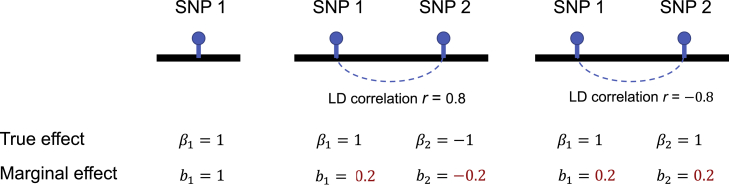 SNP 1 SNP 1 SNP 2 SNP 1 SNP 2
LD correlation r = 0.8 LD correlation r = −0.8
True effect β₁ = 1 β₁ = 1 β₂ = −1 β₁ = 1 β₂ = 1
Marginal effect b₁ = 1 b₁ = 0.2 b₂ = −0.2 b₁ = 0.2 b₂ = 0.2